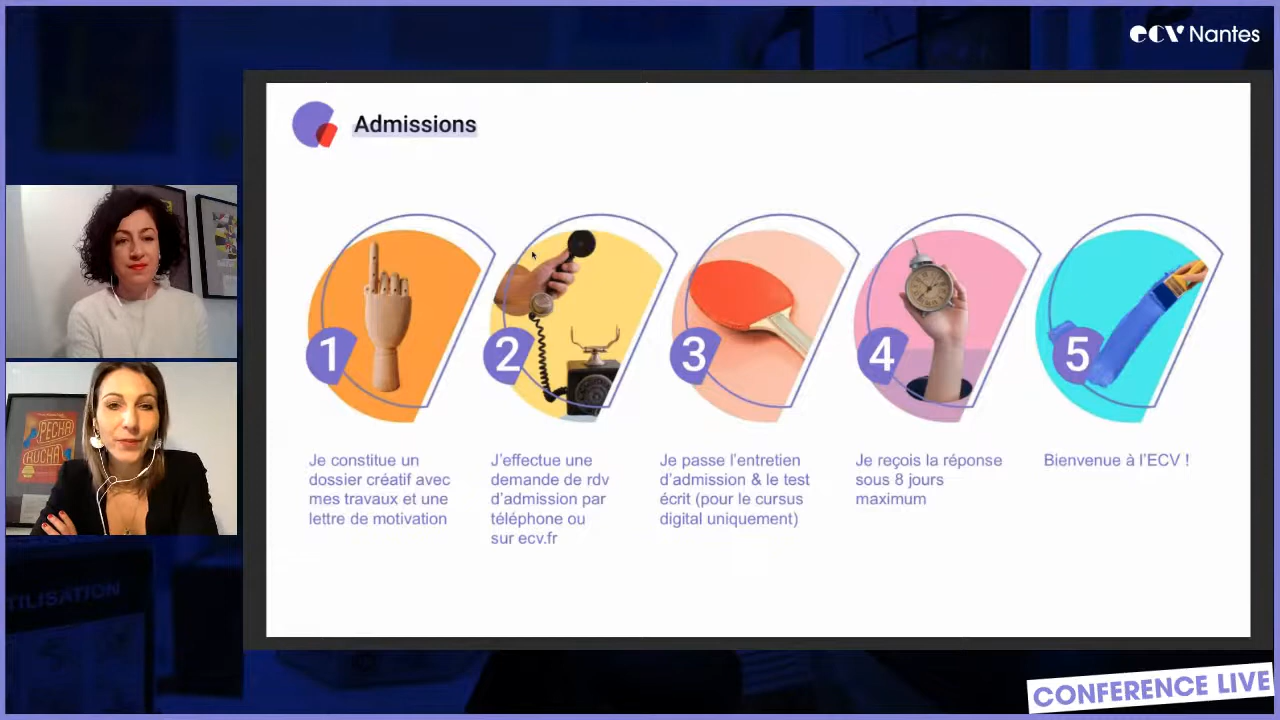 ecv Nantes
Admissions
1
2
3
4
5
Je constitue un
dossier créatif avec
mes travaux et une
lettre de motivation
J'effectue une
demande de rdv
d'admission par
téléphone ou
sur ecv.fr
Je passe l'entretien
d'admission & le test
écrit (pour le cursus
digital uniquement)
Je reçois la réponse
sous 8 jours
maximum
Bienvenue à l'ECV !
PECHA
KUCHA
TILISATION
CONFERENCE LIVE